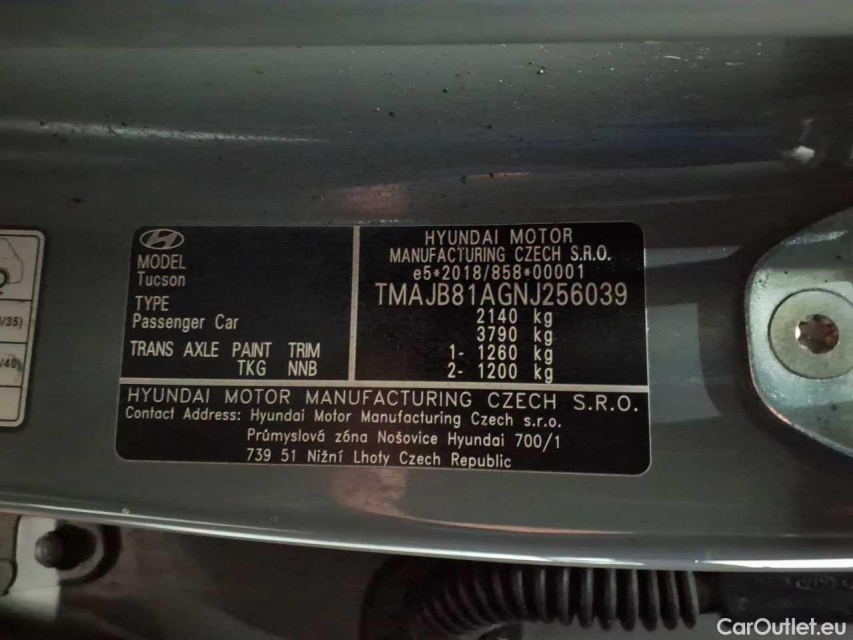 MODEL
Tucson
TYPE
Passenger Car
TRANS AXLE PAINT TRIM
TKG NNB
HYUNDAI MOTOR
MANUFACTURING CZECH S.R.O.
e5*2018/858*00001
TMAJB81AGNJ256039
2140 kg
3790 kg
1- 1260 kg
2- 1200 kg
HYUNDAI MOTOR MANUFACTURING CZECH S.R.O.
Contact Address: Hyundai Motor Manufacturing Czech s.r.o.
Průmyslová zóna Nošovice Hyundai 700/1
739 51 Nižní Lhoty Czech Republic
/35)
/40)
CarOutlet.eu